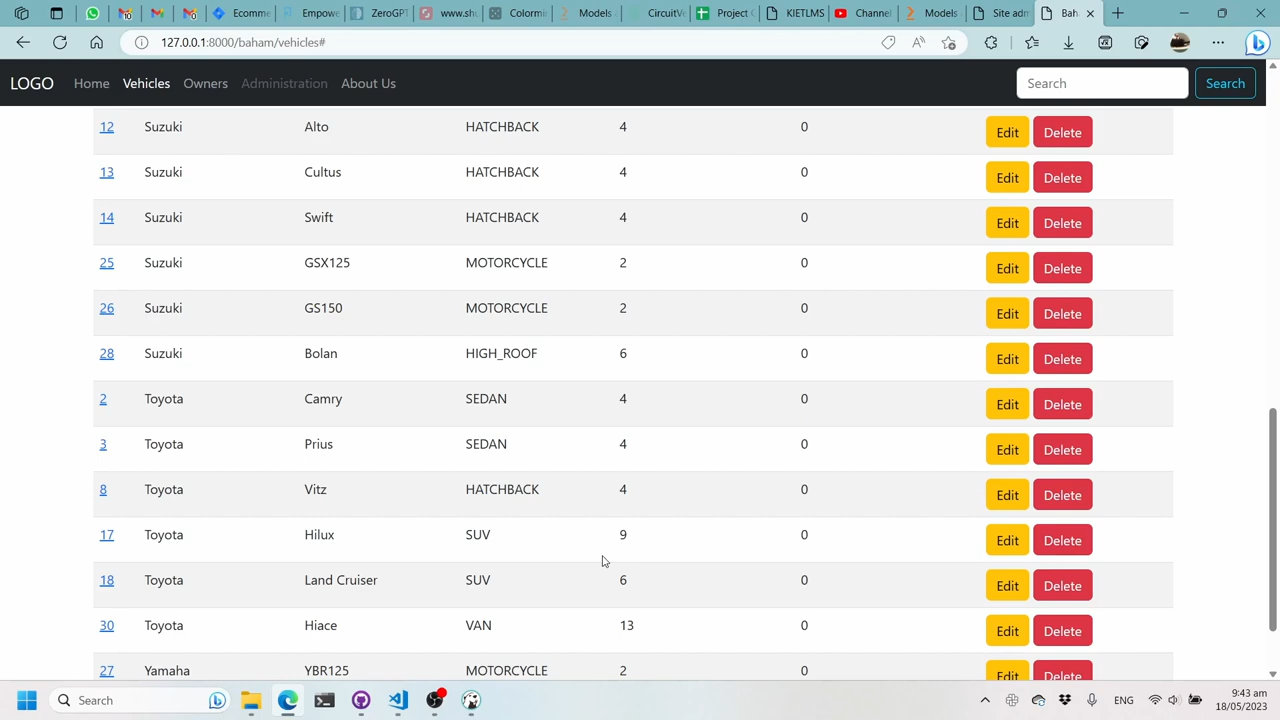 Ecomme
Empowe
ZeroGPT
www.shu
Colormin
Models
CircuitVe
Project C
KIETLMS
Channel
Models
Site adm
Bah
127.0.0.1:8000/baham/vehicles#
LOGO Home Vehicles Owners Administration About Us Search Search
12 Suzuki Alto HATCHBACK 4 0 Edit Delete
13 Suzuki Cultus HATCHBACK 4 0 Edit Delete
14 Suzuki Swift HATCHBACK 4 0 Edit Delete
25 Suzuki GSX125 MOTORCYCLE 2 0 Edit Delete
26 Suzuki GS150 MOTORCYCLE 2 0 Edit Delete
28 Suzuki Bolan HIGH_ROOF 6 0 Edit Delete
2 Toyota Camry SEDAN 4 0 Edit Delete
3 Toyota Prius SEDAN 4 0 Edit Delete
8 Toyota Vitz HATCHBACK 4 0 Edit Delete
17 Toyota Hilux SUV 9 0 Edit Delete
18 Toyota Land Cruiser SUV 6 0 Edit Delete
30 Toyota Hiace VAN 13 0 Edit Delete
27 Yamaha YBR125 MOTORCYCLE 2 0 Edit Delete
Search
ENG
9:43 am
18/05/2023